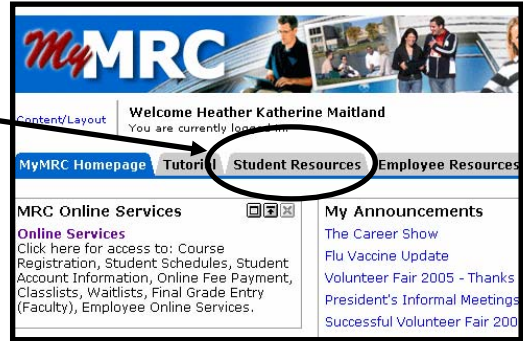 MyMRC
Content/Layout
Welcome Heather Katherine Maitland
You are currently logged in.
MyMRC Homepage Tutorial Student Resources Employee Resources
MRC Online Services
Online Services
Click here for access to: Course
Registration, Student Schedules, Student
Account Information, Online Fee Payment,
Classlists, Waitlists, Final Grade Entry
(Faculty), Employee Online Services.
My Announcements
The Career Show
Flu Vaccine Update
Volunteer Fair 2005 - Thanks
President's Informal Meetings
Successful Volunteer Fair 200